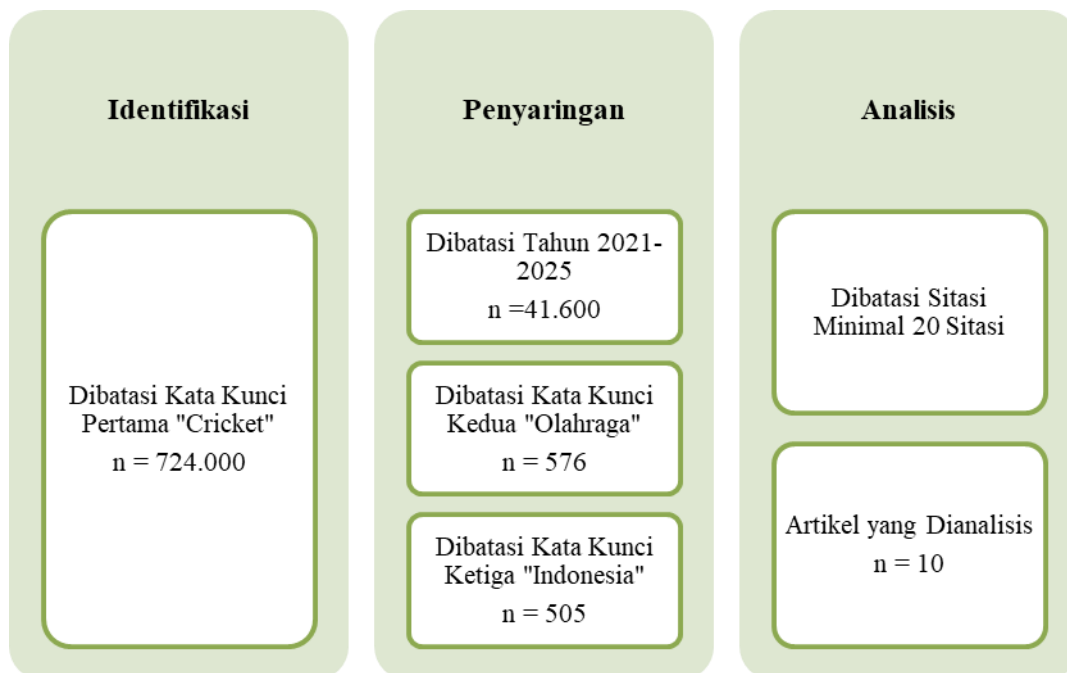 Identifikasi
Dibatasi Kata Kunci
Pertama "Cricket"
n = 724.000
Penyaringan
Dibatasi Tahun 2021-
2025
n =41.600
Dibatasi Kata Kunci
Kedua "Olahraga"
n = 576
Dibatasi Kata Kunci
Ketiga "Indonesia"
n = 505
Analisis
Dibatasi Sitasi
Minimal 20 Sitasi
Artikel yang Dianalisis
n = 10